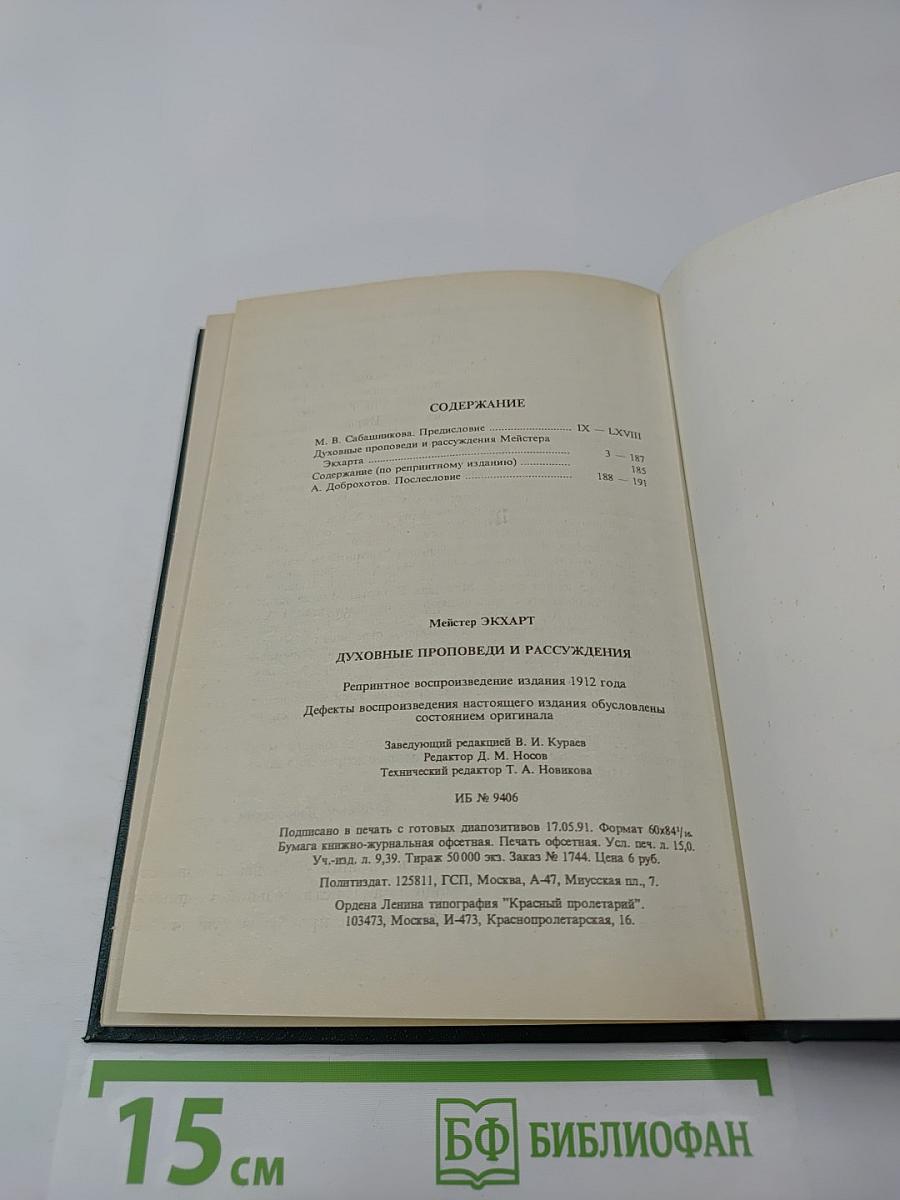 СОДЕРЖАНИЕ
М. В. Сабашникова. Предисловие ........................ IX — LXVIII
Духовные проповеди и рассуждения Мейстера
Экхарта ........................................................ 3 — 187
Содержание (по репринтному изданию) .............. 185
А. Доброхотов. Послесловие .............................. 188 — 191
Мейстер ЭКХАРТ
ДУХОВНЫЕ ПРОПОВЕДИ И РАССУЖДЕНИЯ
Репринтное воспроизведение издания 1912 года
Дефекты воспроизведения настоящего издания обусловлены
состоянием оригинала
Заведующий редакцией В. И. Кураев
Редактор Д. М. Носов
Технический редактор Т. А. Новикова
ИБ № 9406
Подписано в печать с готовых диапозитивов 17.05.91. Формат 60х84¹/₁₆.
Бумага книжно-журнальная офсетная. Печать офсетная. Усл. печ. л. 15,0.
Уч.-изд. л. 9,39. Тираж 50 000 экз. Заказ № 1744. Цена 6 руб.
Политиздат. 125811, ГСП, Москва, А-47, Миусская пл., 7.
Ордена Ленина типография "Красный пролетарий".
103473, Москва, И-473, Краснопролетарская, 16.
15 см
БФ БИБЛИОФАН